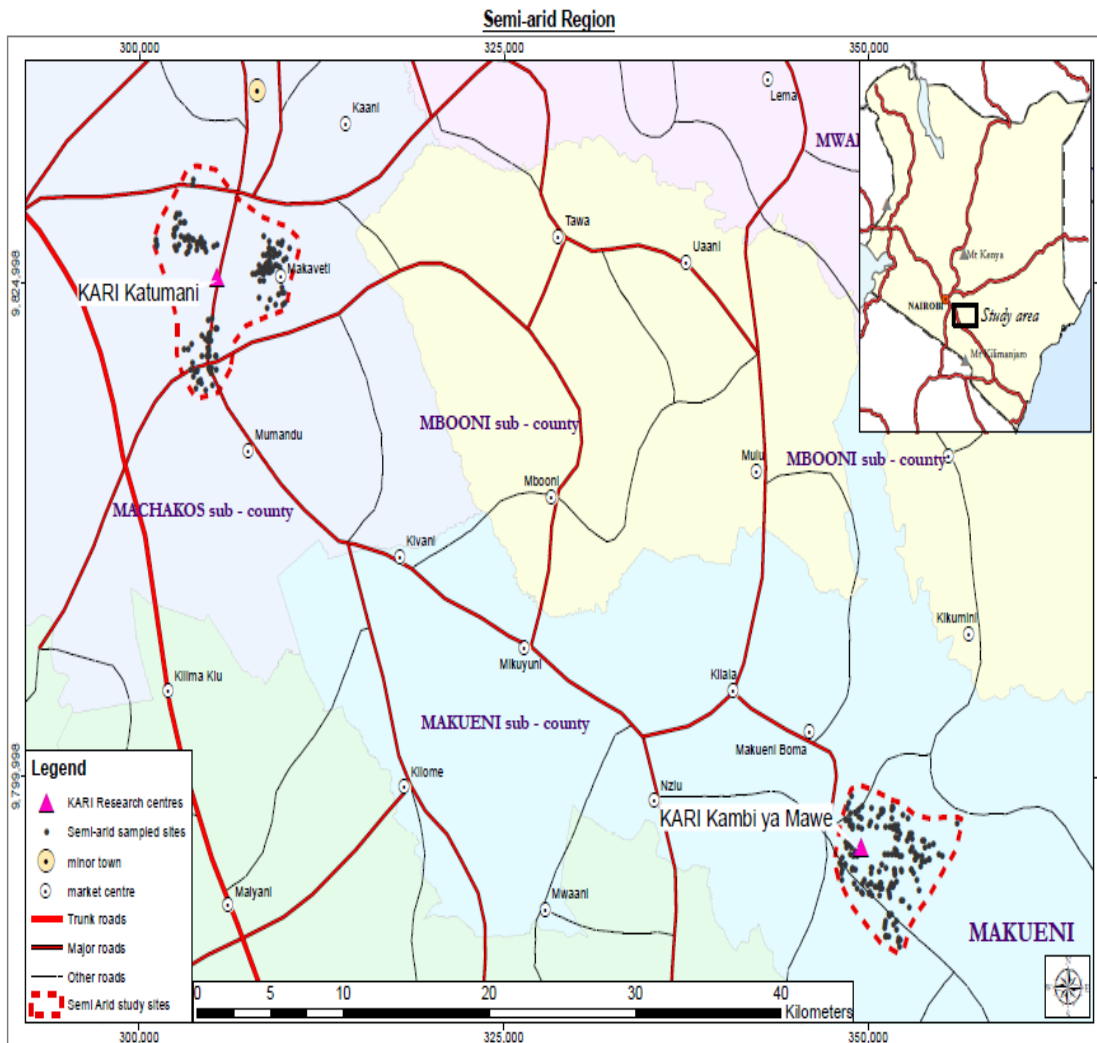 Semi-arid Region
300,000
325,000
350,000
Kaani
Lema
MWAI
Tawa
Uaani
Makaveti
KARI Katumani
9,824,998
Mt Kenya
NAIROBI
Study area
Mt Kilimanjaro
MBOONI sub - county
Mumandu
Mulu
MBOONI sub - county
Mbooni
MACHAKOS sub - county
Kivani
Kikumini
Mikuyuni
Kilima Kiu
Kilala
MAKUENI sub - county
Makueni Boma
9,799,998
Kilome
Nziu
KARI Kambi ya Mawe
Malyani
Mwaani
MAKUENI
Legend
KARI Research centres
Semi-arid sampled sites
minor town
market centre
Trunk roads
Major roads
Other roads
Semi Arid study sites
0
5
10
20
30
40
Kilometers
N
300,000
325,000
350,000